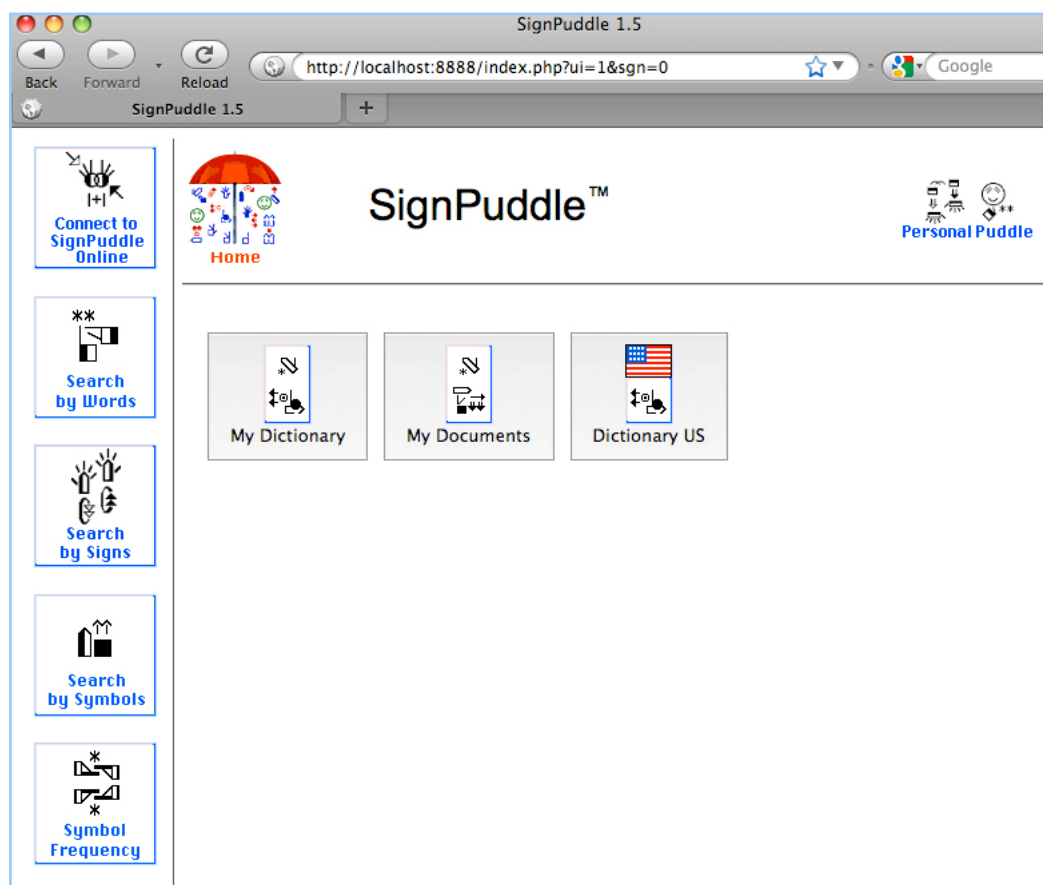 SignPuddle 1.5
Back
Forward
Reload
http://localhost:8888/index.php?ui=1&sgn=0
Google
SignPuddle 1.5
+
Connect to
SignPuddle
Online
Search
by Words
Search
by Signs
Search
by Symbols
Symbol
Frequency
Home
SignPuddle™
Personal Puddle
My Dictionary
My Documents
Dictionary US